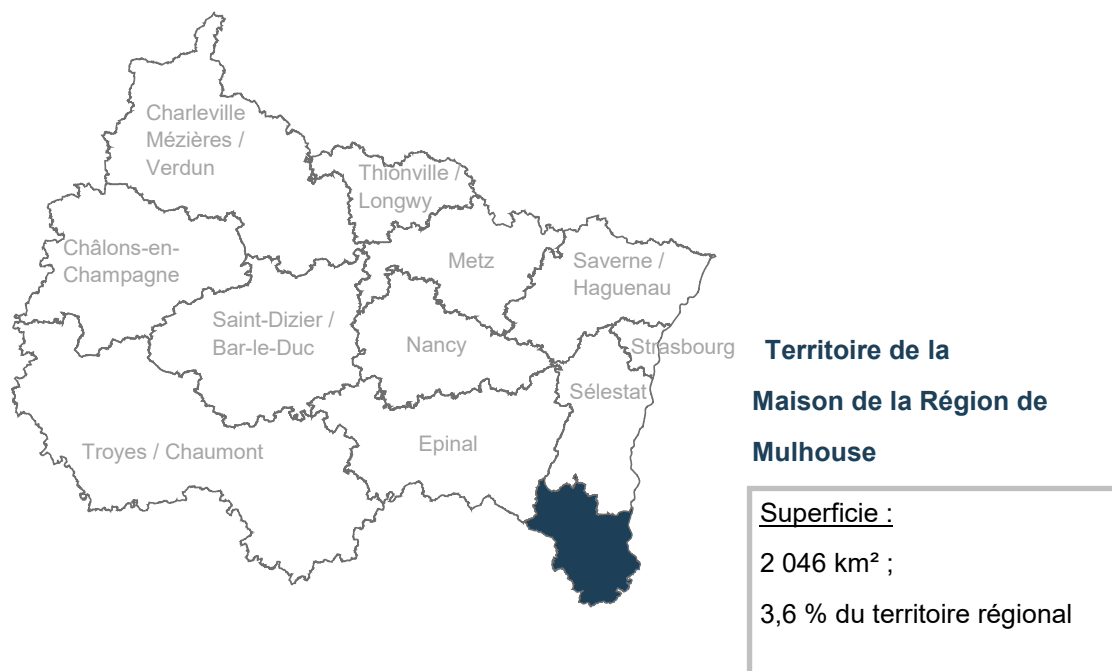 Charleville
Mézières /
Verdun
Thionville /
Longwy
Châlons-en-
Champagne
Metz
Saverne /
Haguenau
Saint-Dizier /
Bar-le-Duc
Nancy
Strasbourg
Sélestat
Troyes / Chaumont
Epinal
Territoire de la
Maison de la Région de
Mulhouse
Superficie :
2 046 km² ;
3,6 % du territoire régional